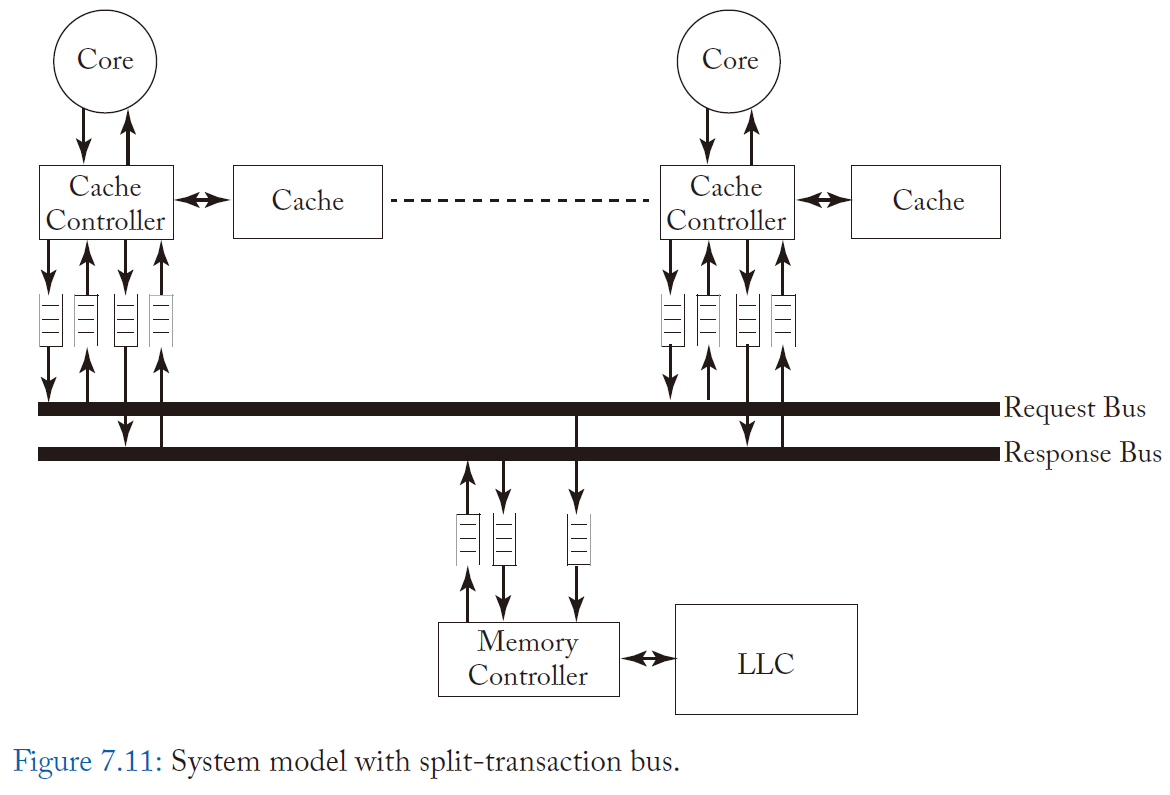 Core
Core
Cache
Controller
Cache
Cache
Controller
Cache
Request Bus
Response Bus
Memory
Controller
LLC
Figure 7.11: System model with split-transaction bus.